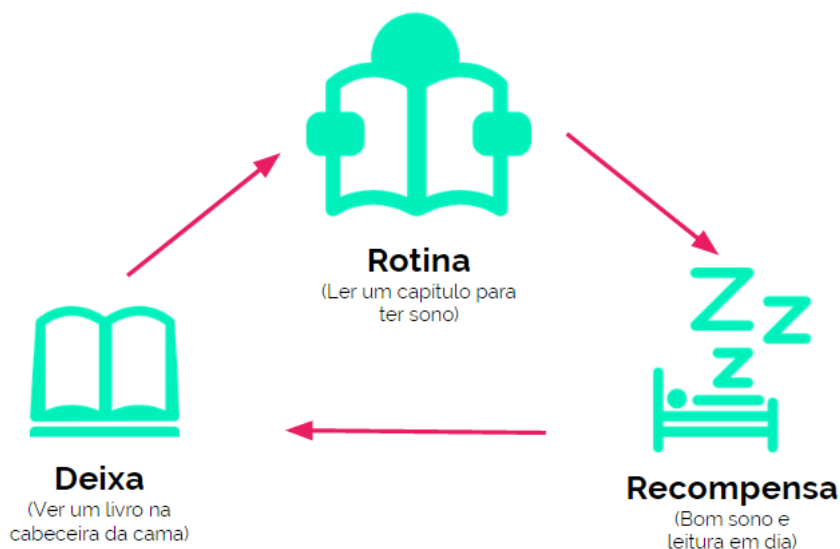 Rotina
(Ler um capítulo para
ter sono)
Deixa
(Ver um livro na
cabeceira da cama)
Recompensa
(Bom sono e
leitura em dia)